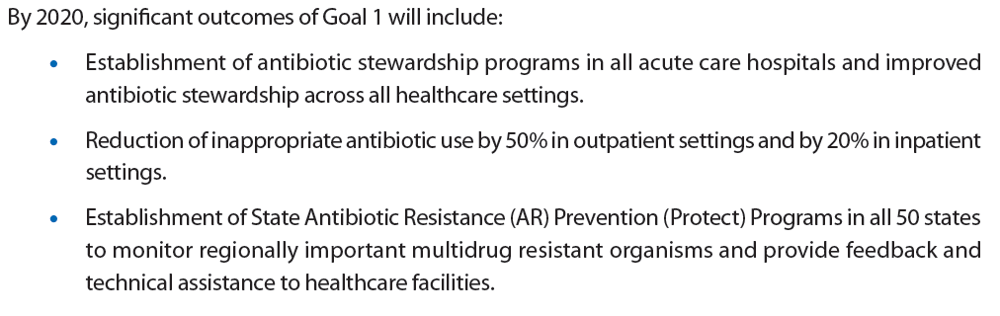 By 2020, significant outcomes of Goal 1 will include:
• Establishment of antibiotic stewardship programs in all acute care hospitals and improved
antibiotic stewardship across all healthcare settings.
• Reduction of inappropriate antibiotic use by 50% in outpatient settings and by 20% in inpatient
settings.
• Establishment of State Antibiotic Resistance (AR) Prevention (Protect) Programs in all 50 states
to monitor regionally important multidrug resistant organisms and provide feedback and
technical assistance to healthcare facilities.